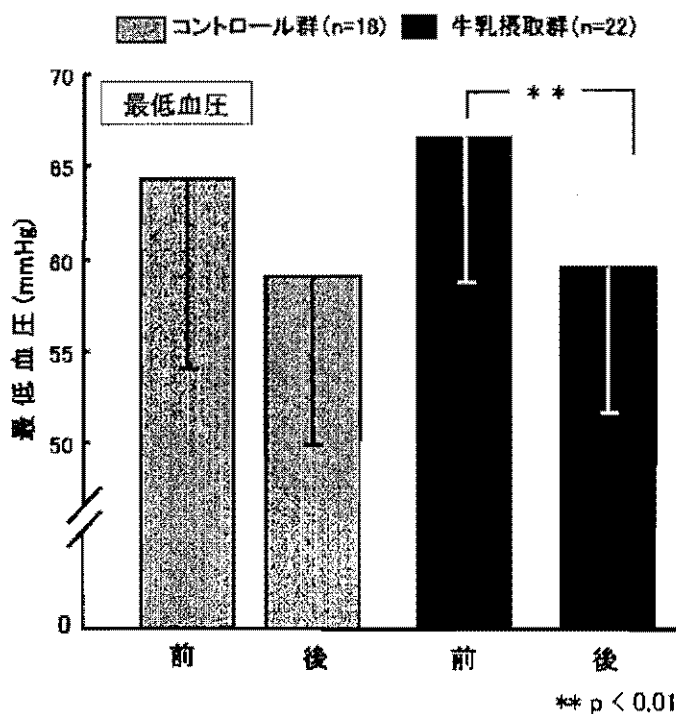 コントロール群(n=18) 牛乳摂取群(n=22)
最低血圧
最低血圧(mmHg)
70
65
60
55
50
0
**
前 後 前 後
** p < 0.01